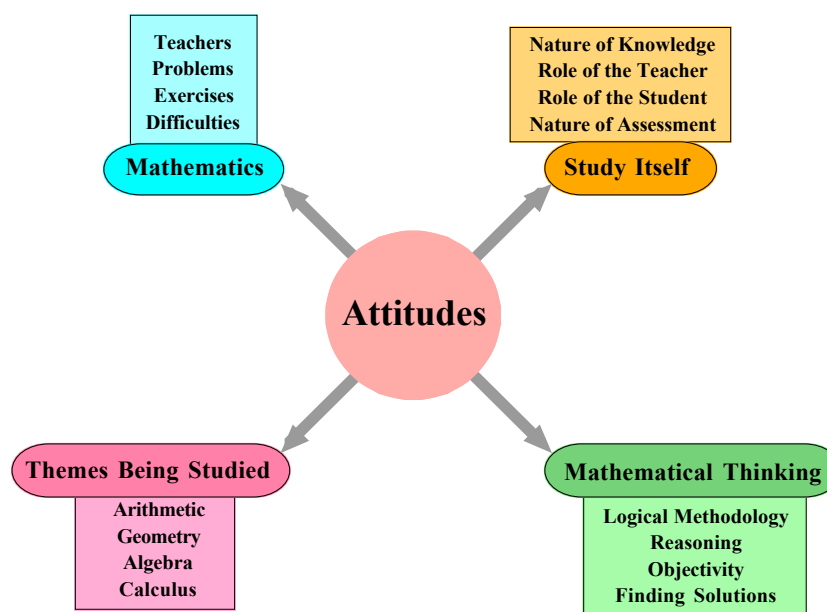 Teachers
Problems
Exercises
Difficulties
Mathematics
Nature of Knowledge
Role of the Teacher
Role of the Student
Nature of Assessment
Study Itself
Attitudes
Themes Being Studied
Arithmetic
Geometry
Algebra
Calculus
Mathematical Thinking
Logical Methodology
Reasoning
Objectivity
Finding Solutions